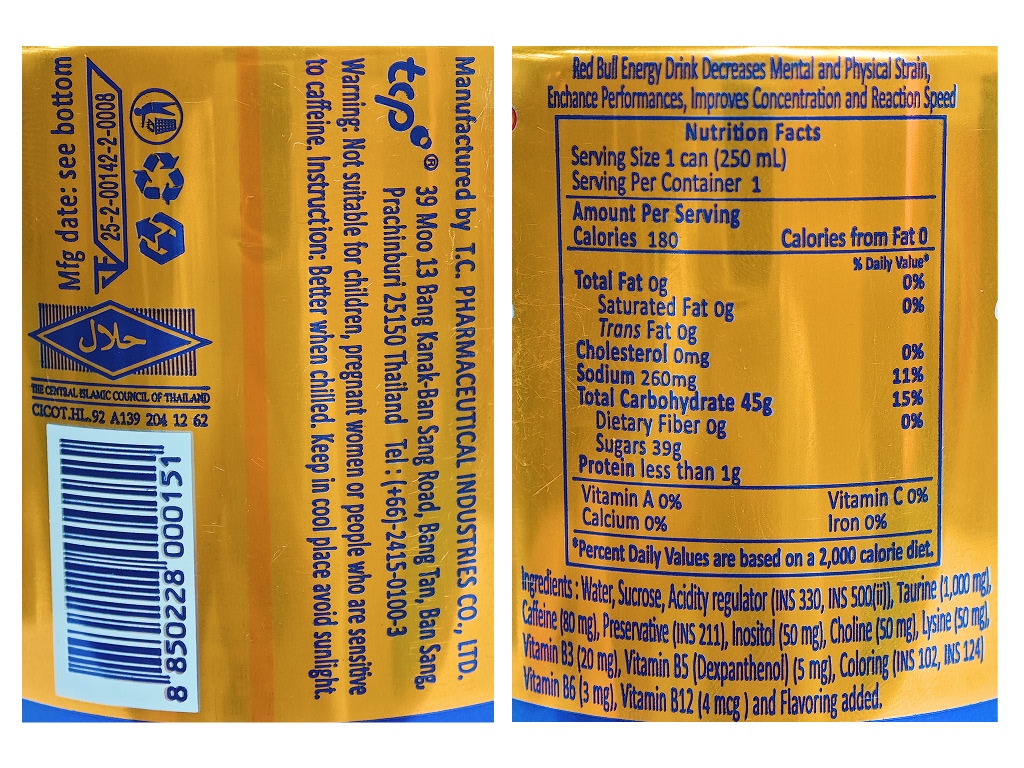 Manufactured by T.C. PHARMACEUTICAL INDUSTRIES CO., LTD.
tcp ® 39 Moo 13 Bang Kanak-Ban Sang Road, Bang Tan, Ban Sang,
Prachinburi 25150 Thailand Tel : (+66)-2415-0100-3
Warning: Not suitable for children, pregnant women or people who are sensitive
to caffeine. Instruction: Better when chilled. Keep in cool place avoid sunlight.
Mfg date: see bottom
25-2-00142-2-0008
حلال
THE CENTRAL ISLAMIC COUNCIL OF THAILAND
CICOT.HL.92 A139 204 12 62
8 850228 000151
Red Bull Energy Drink Decreases Mental and Physical Strain,
Enchance Performances, Improves Concentration and Reaction Speed
Nutrition Facts
Serving Size 1 can (250 mL)
Serving Per Container 1
Amount Per Serving
Calories 180 Calories from Fat 0
% Daily Value*
Total Fat 0g 0%
Saturated Fat 0g 0%
Trans Fat 0g
Cholesterol 0mg 0%
Sodium 260mg 11%
Total Carbohydrate 45g 15%
Dietary Fiber 0g 0%
Sugars 39g
Protein less than 1g
Vitamin A 0% Vitamin C 0%
Calcium 0% Iron 0%
*Percent Daily Values are based on a 2,000 calorie diet.
Ingredients : Water, Sucrose, Acidity regulator (INS 330, INS 500(ii)), Taurine (1,000 mg),
Caffeine (80 mg), Preservative (INS 211), Inositol (50 mg), Choline (50 mg), Lysine (50 mg),
Vitamin B3 (20 mg), Vitamin B5 (Dexpanthenol) (5 mg), Coloring (INS 102, INS 124)
Vitamin B6 (3 mg), Vitamin B12 (4 mcg ) and Flavoring added.